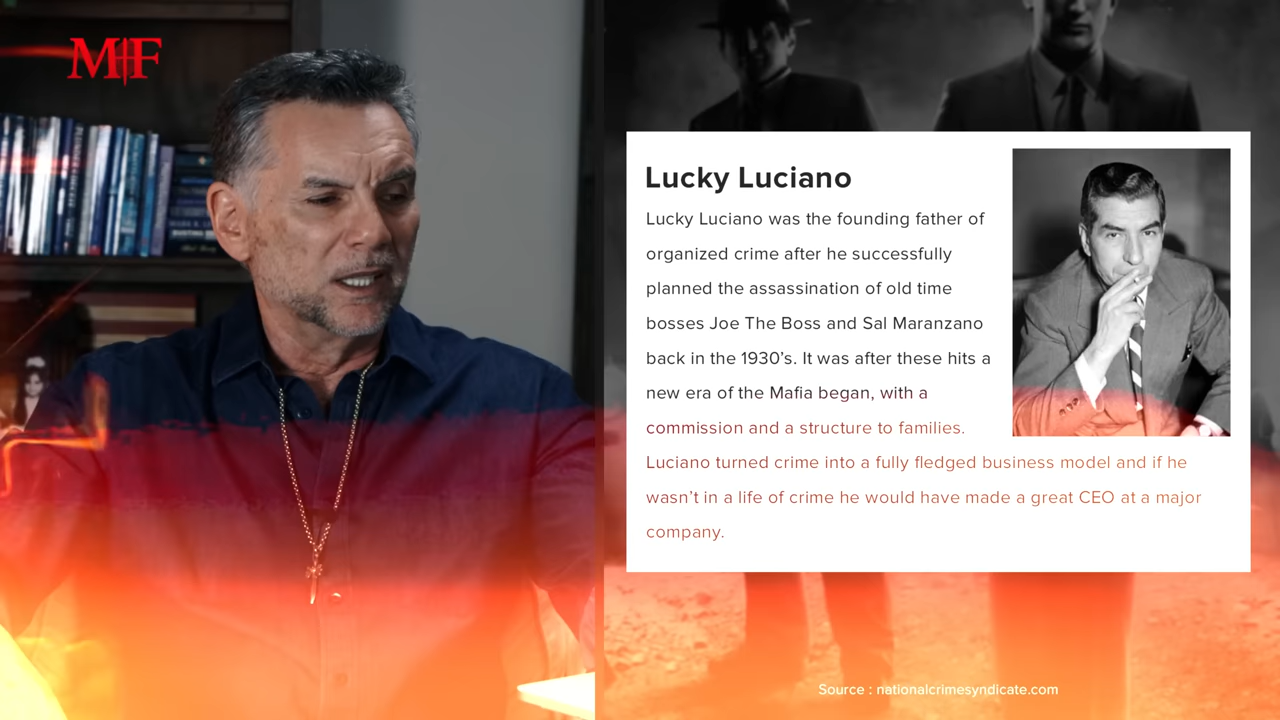 M F
Lucky Luciano
Lucky Luciano was the founding father of
organized crime after he successfully
planned the assassination of old time
bosses Joe The Boss and Sal Maranzano
back in the 1930’s. It was after these hits a
new era of the Mafia began, with a
commission and a structure to families.
Luciano turned crime into a fully fledged business model and if he
wasn’t in a life of crime he would have made a great CEO at a major
company.
Source : nationalcrimesyndicate.com